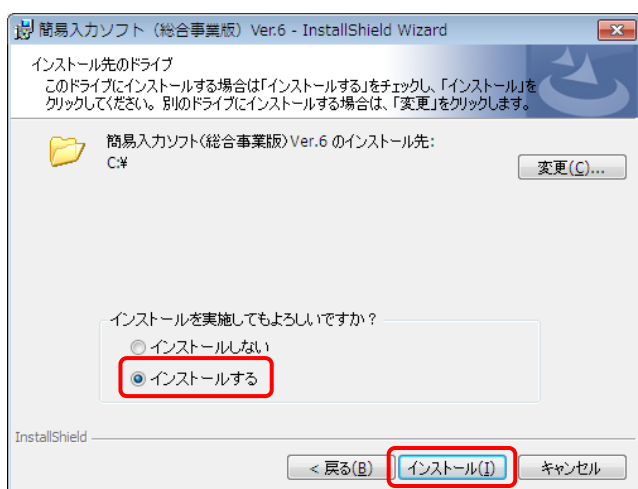 簡易入力ソフト（総合事業版）Ver.6 - InstallShield Wizard
インストール先のドライブ
このドライブにインストールする場合は「インストールする」をチェックし、「インストール」を
クリックしてください。別のドライブにインストールする場合は、「変更」をクリックします。
簡易入力ソフト(総合事業版)Ver.6 のインストール先:
C:¥
変更(C)...
インストールを実施してもよろしいですか？
インストールしない
インストールする
InstallShield
< 戻る(B)
インストール(I)
キャンセル